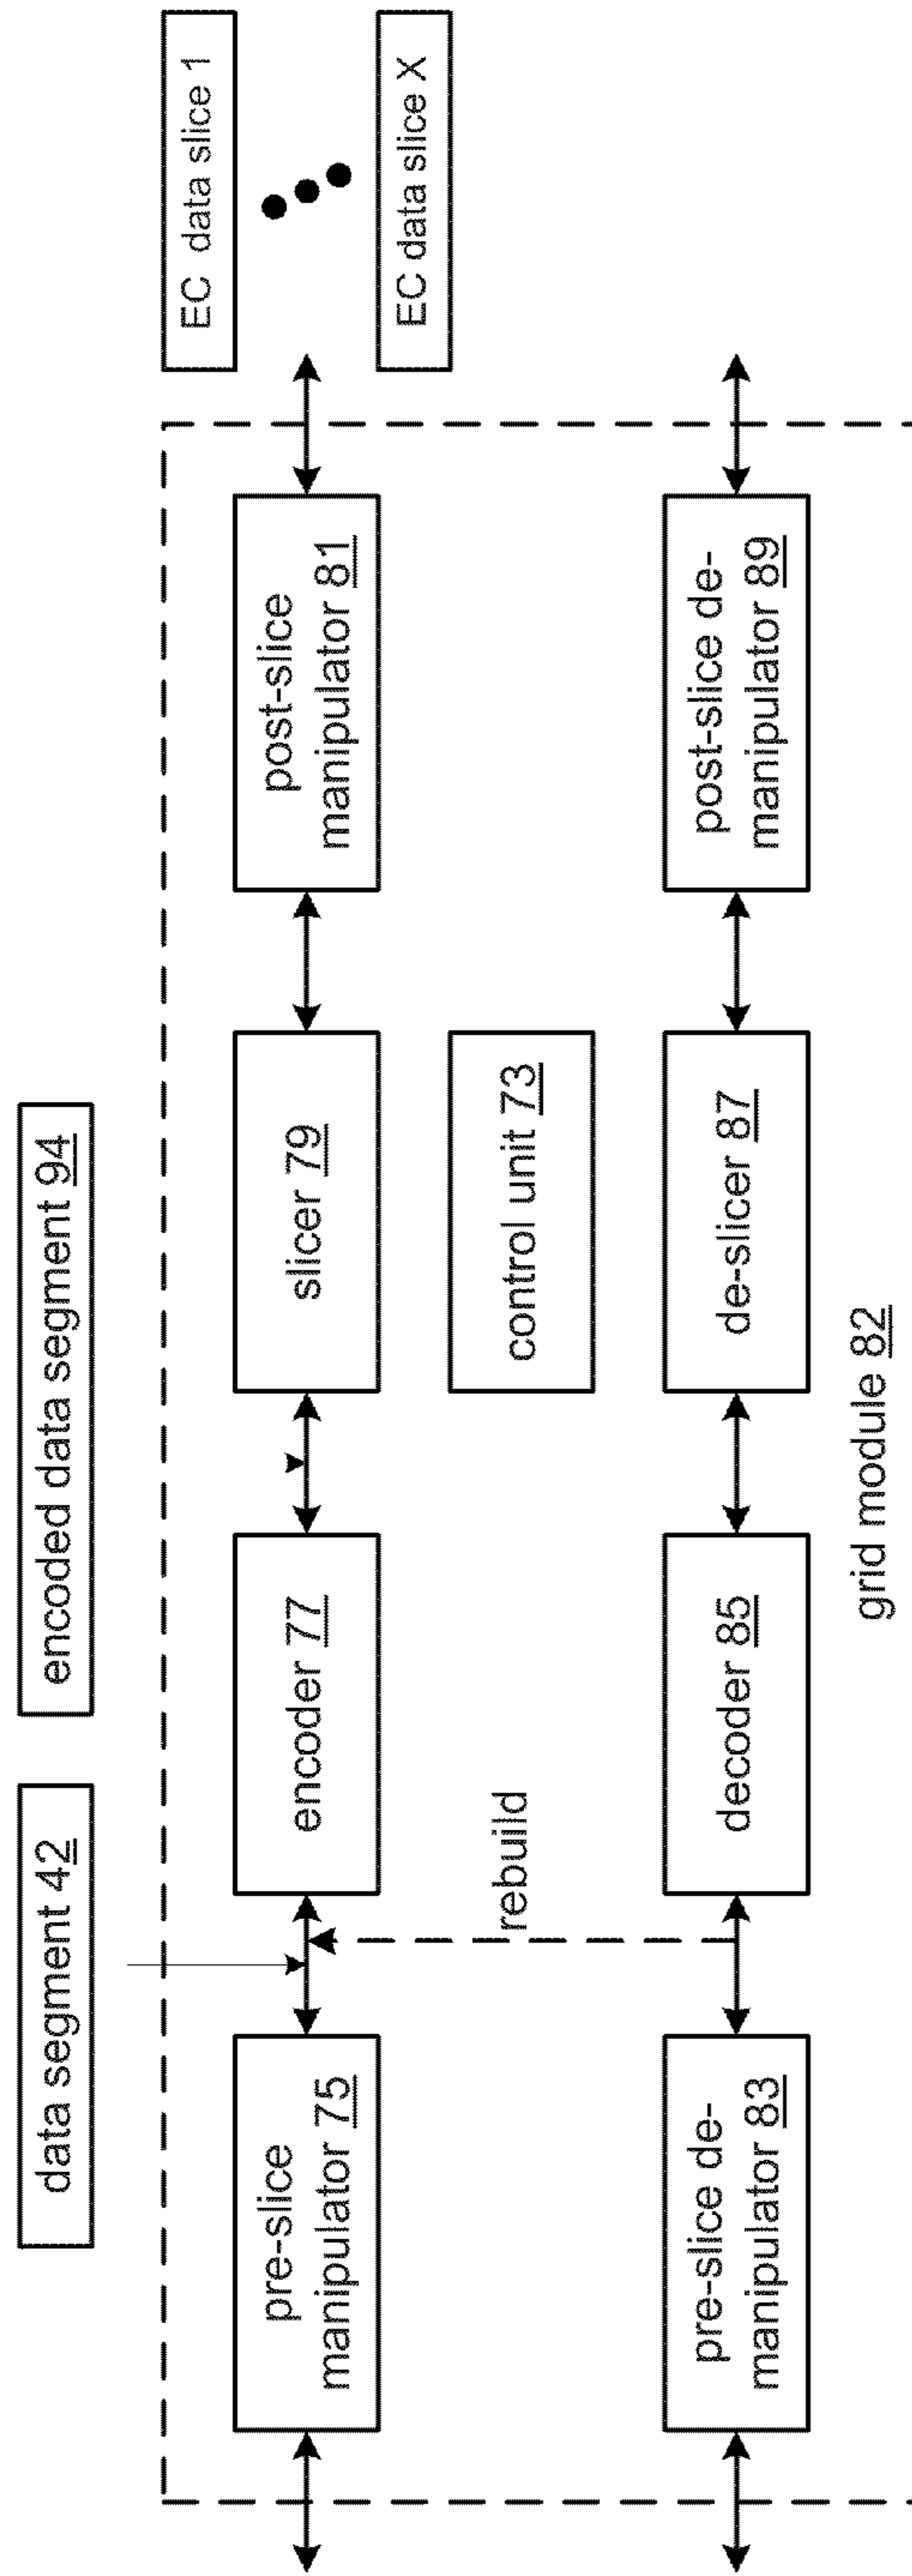 data segment 42
encoded data segment 94
EC data slice 1
EC data slice X
pre-slice
manipulator 75
encoder 77
slicer 79
post-slice
manipulator 81
rebuild
control unit 73
pre-slice de-
manipulator 83
decoder 85
de-slicer 87
post-slice de-
manipulator 89
grid module 82